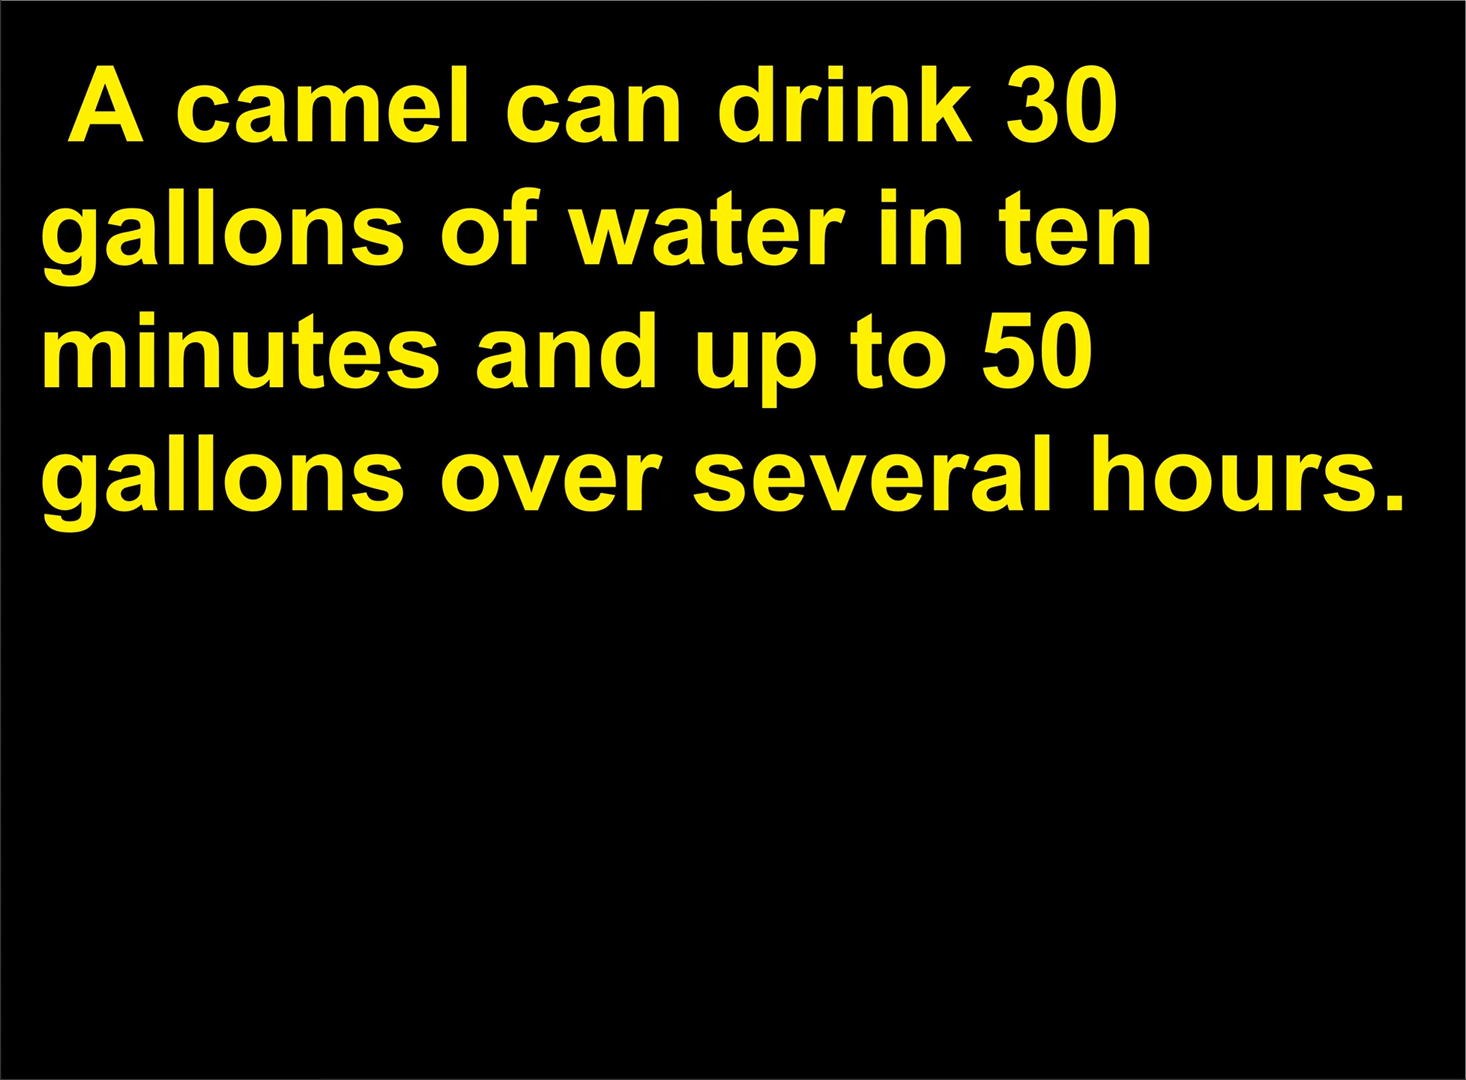 A camel can drink 30
gallons of water in ten
minutes and up to 50
gallons over several hours.